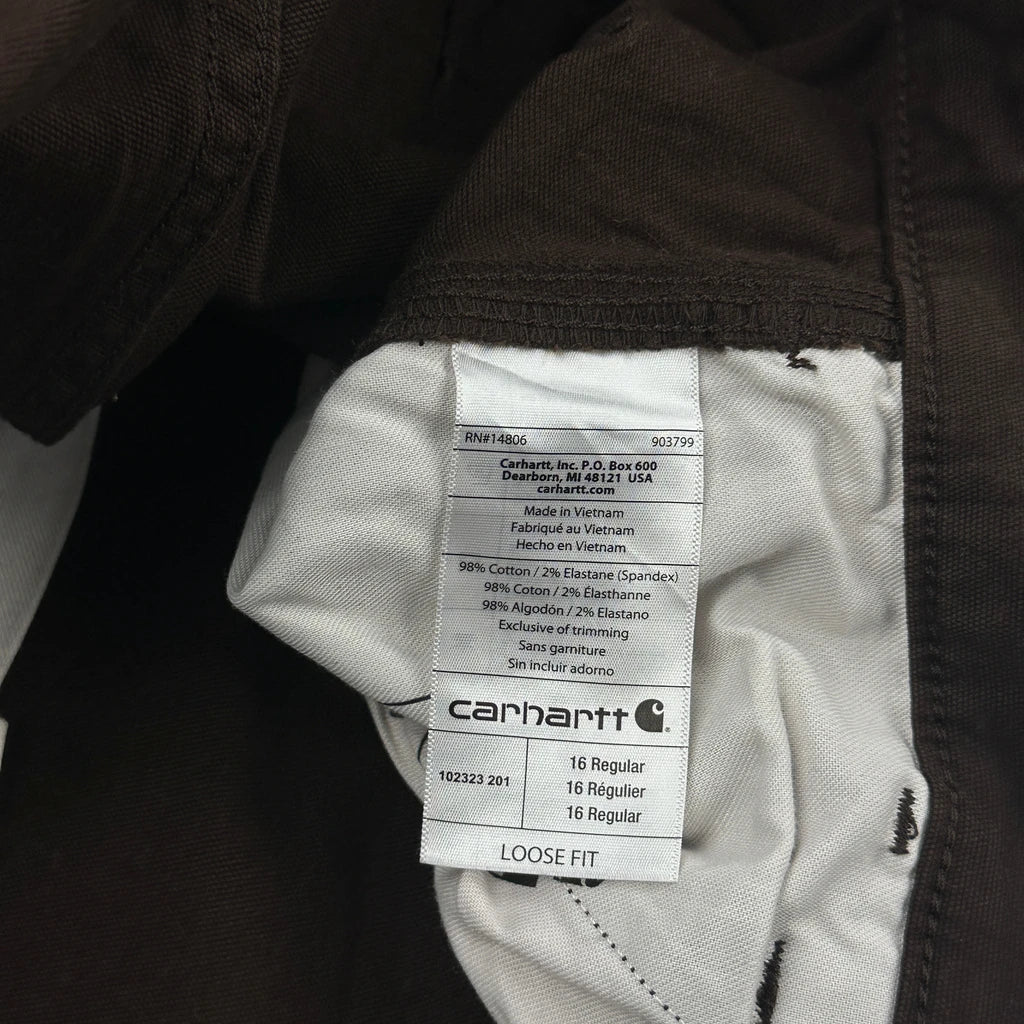 RN#14806 903799
Carhartt, Inc. P.O. Box 600
Dearborn, MI 48121 USA
carhartt.com
Made in Vietnam
Fabriqué au Vietnam
Hecho en Vietnam
98% Cotton / 2% Elastane (Spandex)
98% Coton / 2% Élasthanne
98% Algodón / 2% Elastano
Exclusive of trimming
Sans garniture
Sin incluir adorno
carhartt
102323 201
16 Regular
16 Régulier
16 Regular
LOOSE FIT